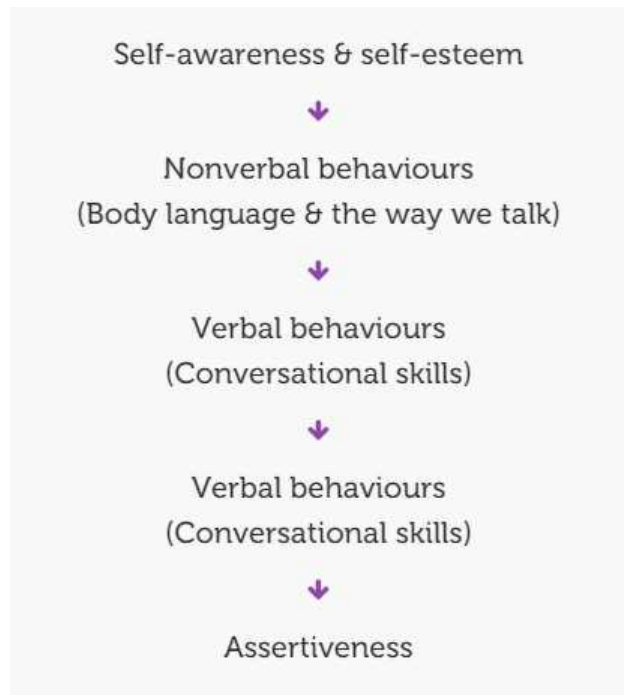 Self-awareness & self-esteem
Nonverbal behaviours
(Body language & the way we talk)
Verbal behaviours
(Conversational skills)
Verbal behaviours
(Conversational skills)
Assertiveness